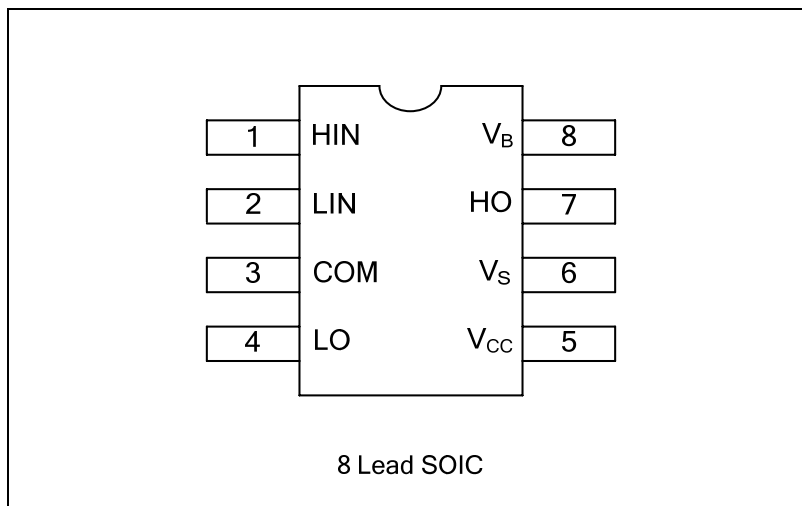 1 HIN V_B 8
2 LIN HO 7
3 COM V_S 6
4 LO V_CC 5
8 Lead SOIC